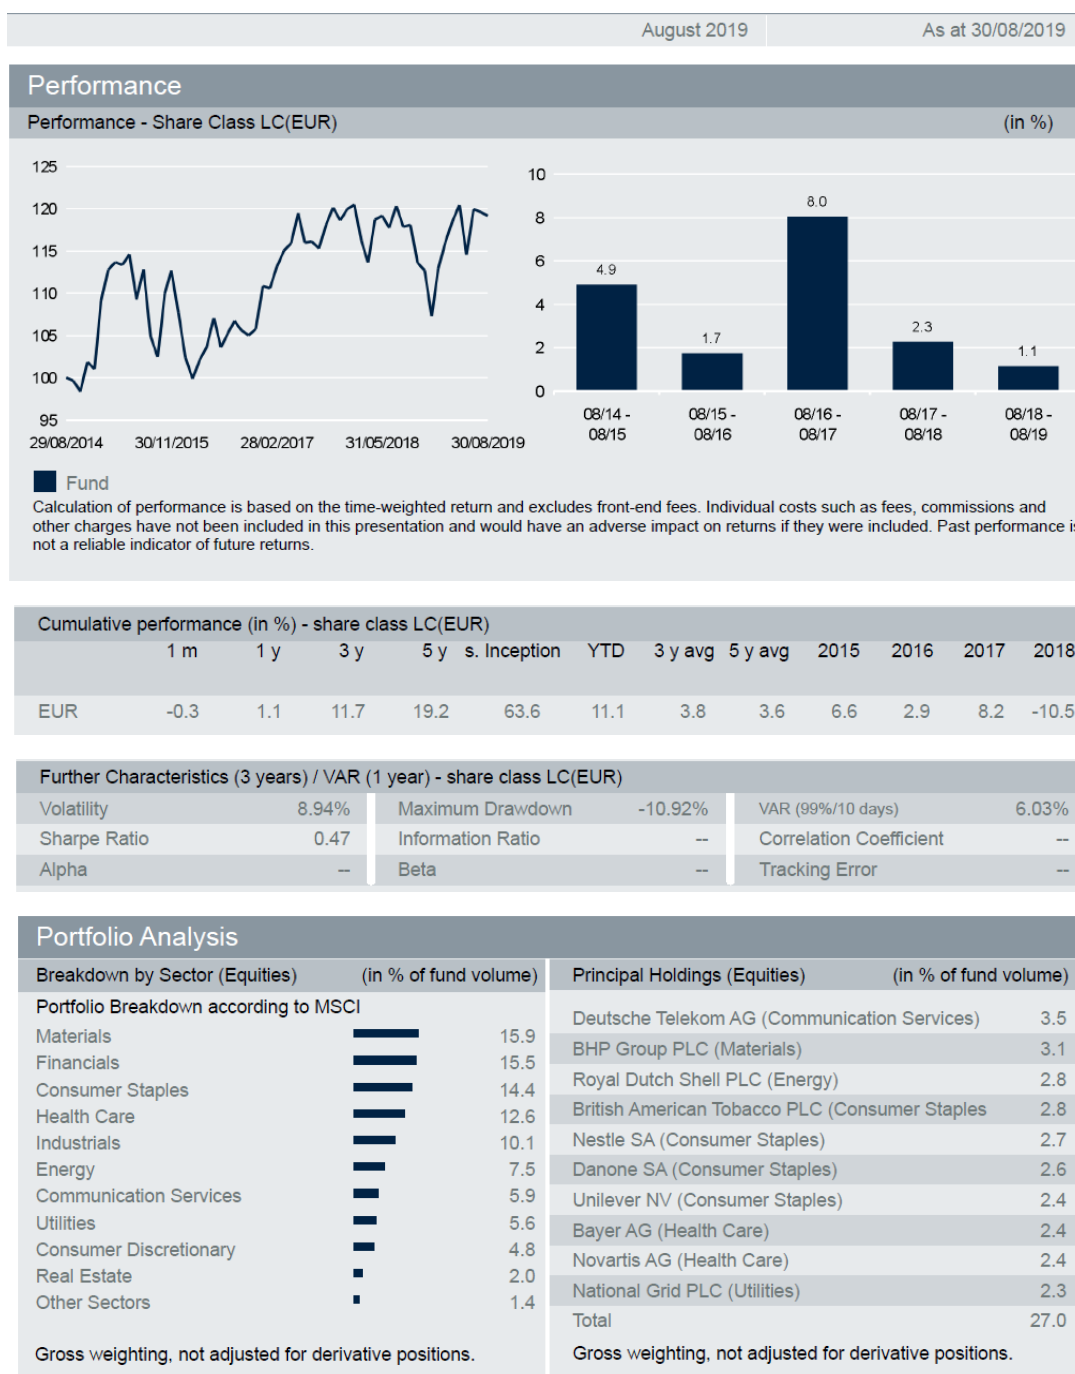 August 2019 As at 30/08/2019
Performance
Performance - Share Class LC(EUR) (in %)
125
120
115
110
105
100
95
29/08/2014 30/11/2015 28/02/2017 31/05/2018 30/08/2019
10
8
6
4
2
0
4.9
1.7
8.0
2.3
1.1
08/14 - 08/15 - 08/16 - 08/17 - 08/18 -
08/15 08/16 08/17 08/18 08/19
Fund
Calculation of performance is based on the time-weighted return and excludes front-end fees. Individual costs such as fees, commissions and
other charges have not been included in this presentation and would have an adverse impact on returns if they were included. Past performance is
not a reliable indicator of future returns.
Cumulative performance (in %) - share class LC(EUR)
1 m 1 y 3 y 5 y s. Inception YTD 3 y avg 5 y avg 2015 2016 2017 2018
EUR -0.3 1.1 11.7 19.2 63.6 11.1 3.8 3.6 6.6 2.9 8.2 -10.5
Further Characteristics (3 years) / VAR (1 year) - share class LC(EUR)
Volatility 8.94% Maximum Drawdown -10.92% VAR (99%/10 days) 6.03%
Sharpe Ratio 0.47 Information Ratio -- Correlation Coefficient --
Alpha -- Beta -- Tracking Error --
Portfolio Analysis
Breakdown by Sector (Equities) (in % of fund volume)
Portfolio Breakdown according to MSCI
Materials 15.9
Financials 15.5
Consumer Staples 14.4
Health Care 12.6
Industrials 10.1
Energy 7.5
Communication Services 5.9
Utilities 5.6
Consumer Discretionary 4.8
Real Estate 2.0
Other Sectors 1.4
Gross weighting, not adjusted for derivative positions.
Principal Holdings (Equities) (in % of fund volume)
Deutsche Telekom AG (Communication Services) 3.5
BHP Group PLC (Materials) 3.1
Royal Dutch Shell PLC (Energy) 2.8
British American Tobacco PLC (Consumer Staples 2.8
Nestle SA (Consumer Staples) 2.7
Danone SA (Consumer Staples) 2.6
Unilever NV (Consumer Staples) 2.4
Bayer AG (Health Care) 2.4
Novartis AG (Health Care) 2.4
National Grid PLC (Utilities) 2.3
Total 27.0
Gross weighting, not adjusted for derivative positions.